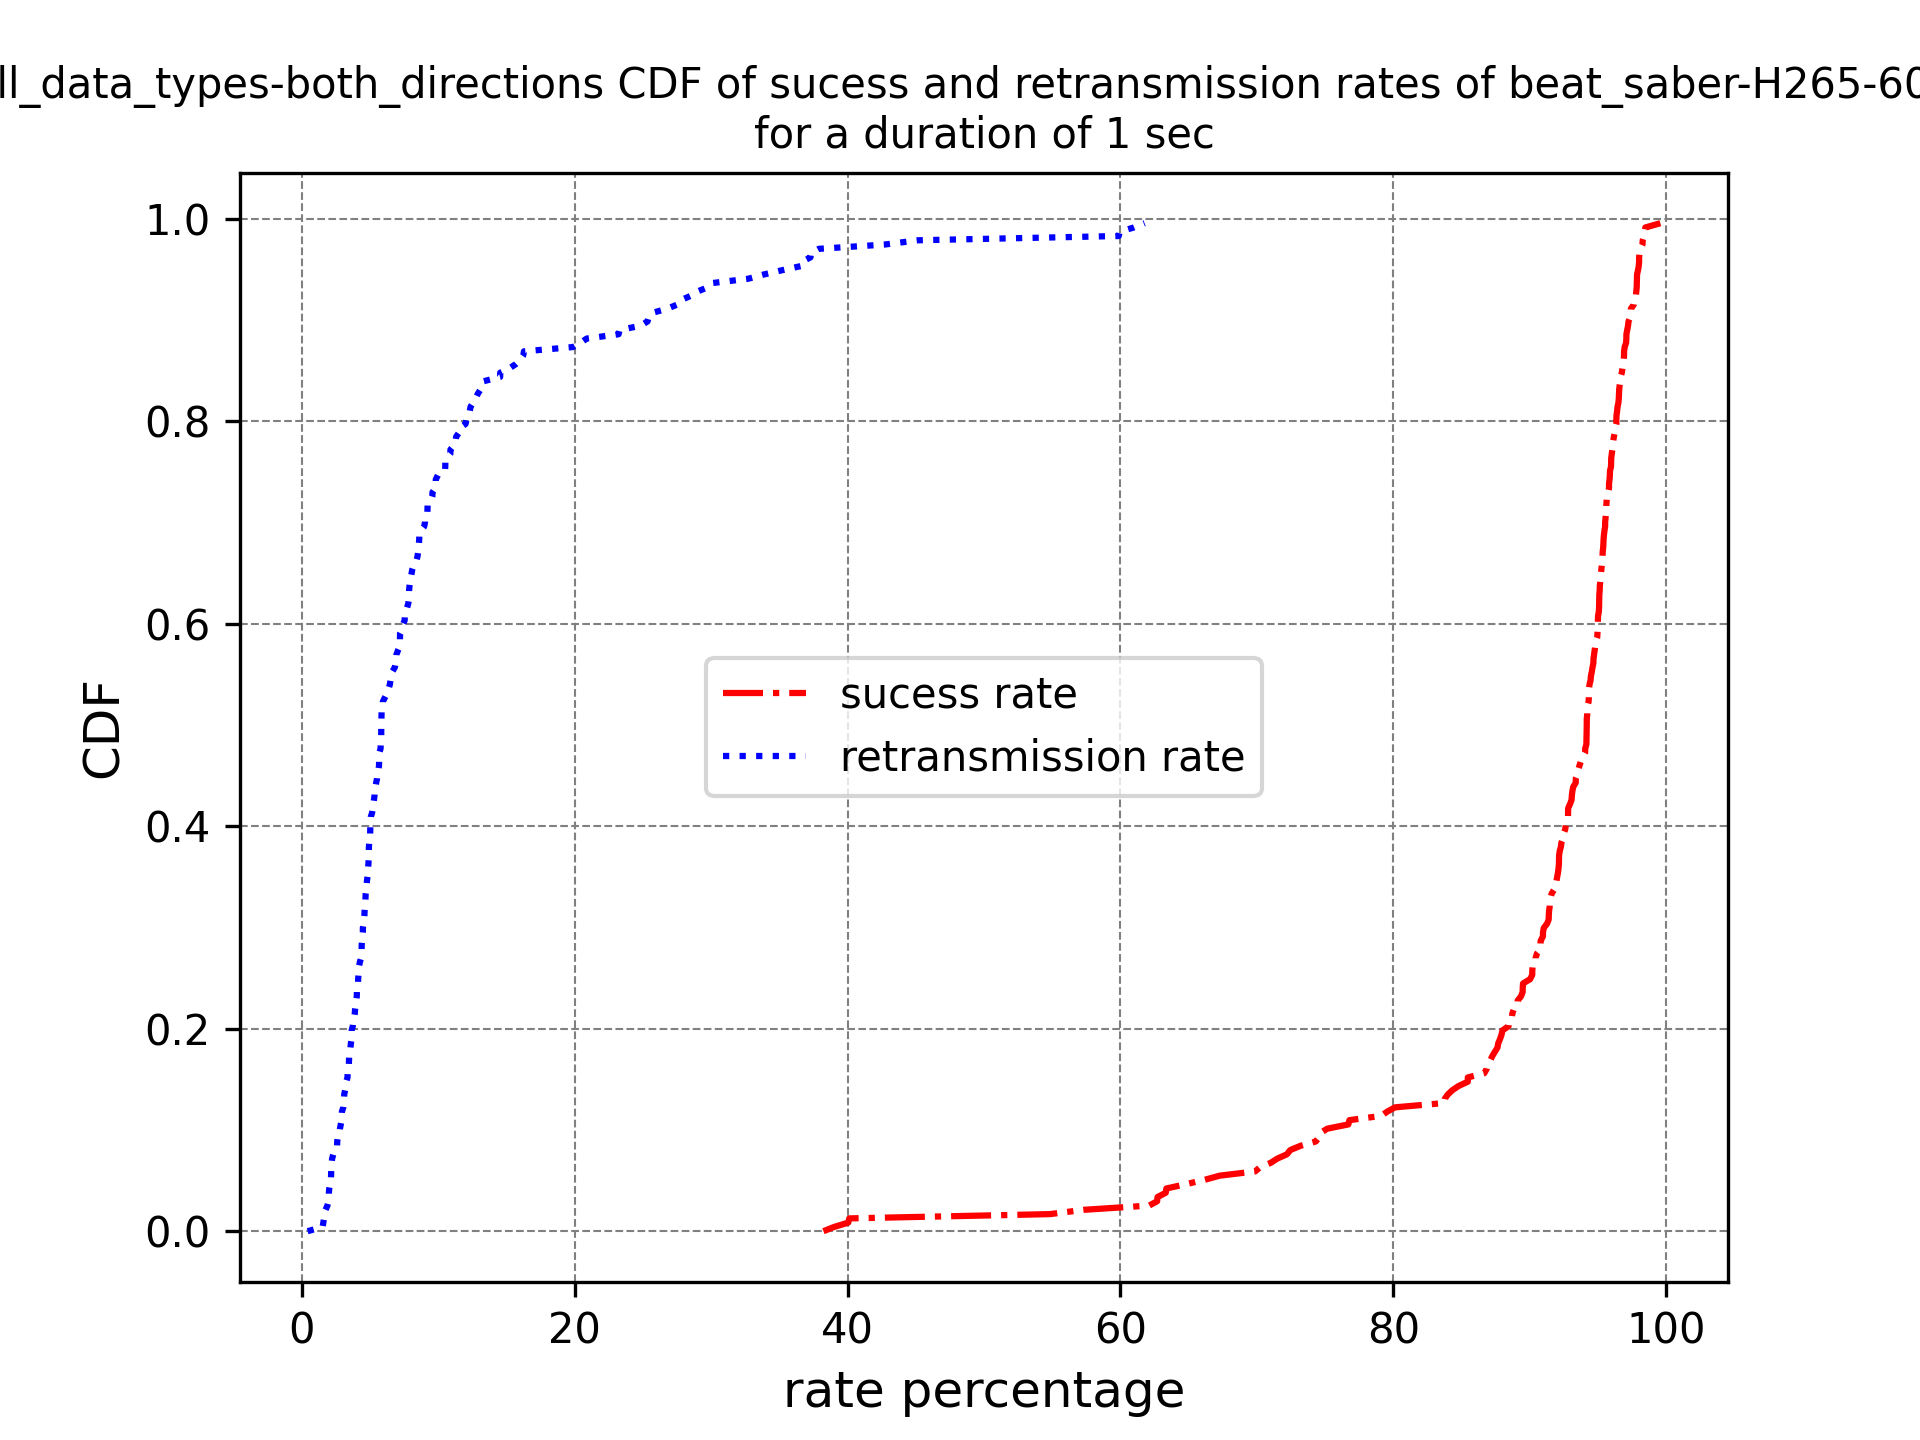 ll_data_types-both_directions CDF of sucess and retransmission rates of beat_saber-H265-60
for a duration of 1 sec
1.0
0.8
0.6
0.4
0.2
0.0
CDF
sucess rate
retransmission rate
0 20 40 60 80 100
rate percentage